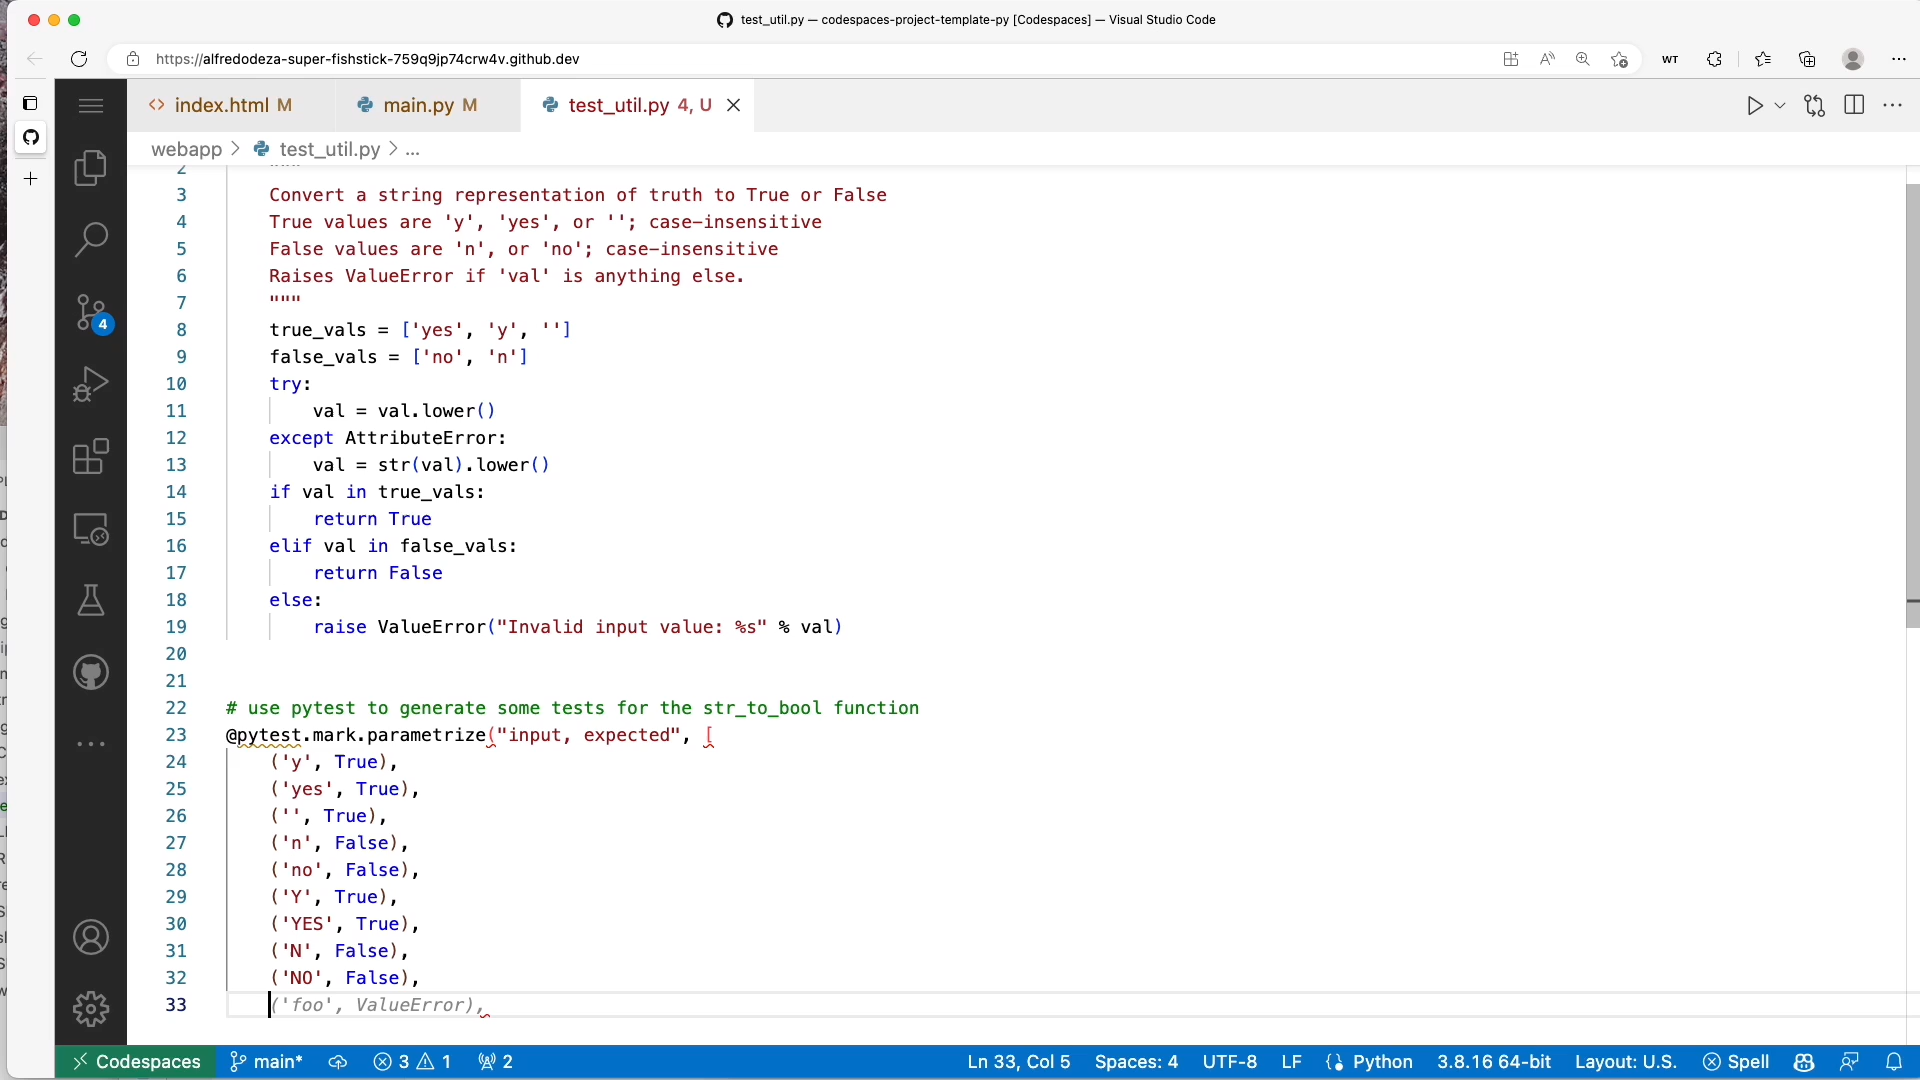 test_util.py — codespaces-project-template-py [Codespaces] — Visual Studio Code
https://alfredodeza-super-fishstick-759q9jp74crw4v.github.dev
WT
index.html M
main.py M
test_util.py 4, U
webapp > test_util.py > ...
2 """
3 Convert a string representation of truth to True or False
4 True values are 'y', 'yes', or ''; case-insensitive
5 False values are 'n', or 'no'; case-insensitive
6 Raises ValueError if 'val' is anything else.
7 """
8 true_vals = ['yes', 'y', '']
9 false_vals = ['no', 'n']
10 try:
11 val = val.lower()
12 except AttributeError:
13 val = str(val).lower()
14 if val in true_vals:
15 return True
16 elif val in false_vals:
17 return False
18 else:
19 raise ValueError("Invalid input value: %s" % val)
20
21
22 # use pytest to generate some tests for the str_to_bool function
23 @pytest.mark.parametrize("input, expected", [
24 ('y', True),
25 ('yes', True),
26 ('', True),
27 ('n', False),
28 ('no', False),
29 ('Y', True),
30 ('YES', True),
31 ('N', False),
32 ('NO', False),
33 ('foo', ValueError),
4
Codespaces main* 3 1 2 Ln 33, Col 5 Spaces: 4 UTF-8 LF Python 3.8.16 64-bit Layout: U.S. Spell